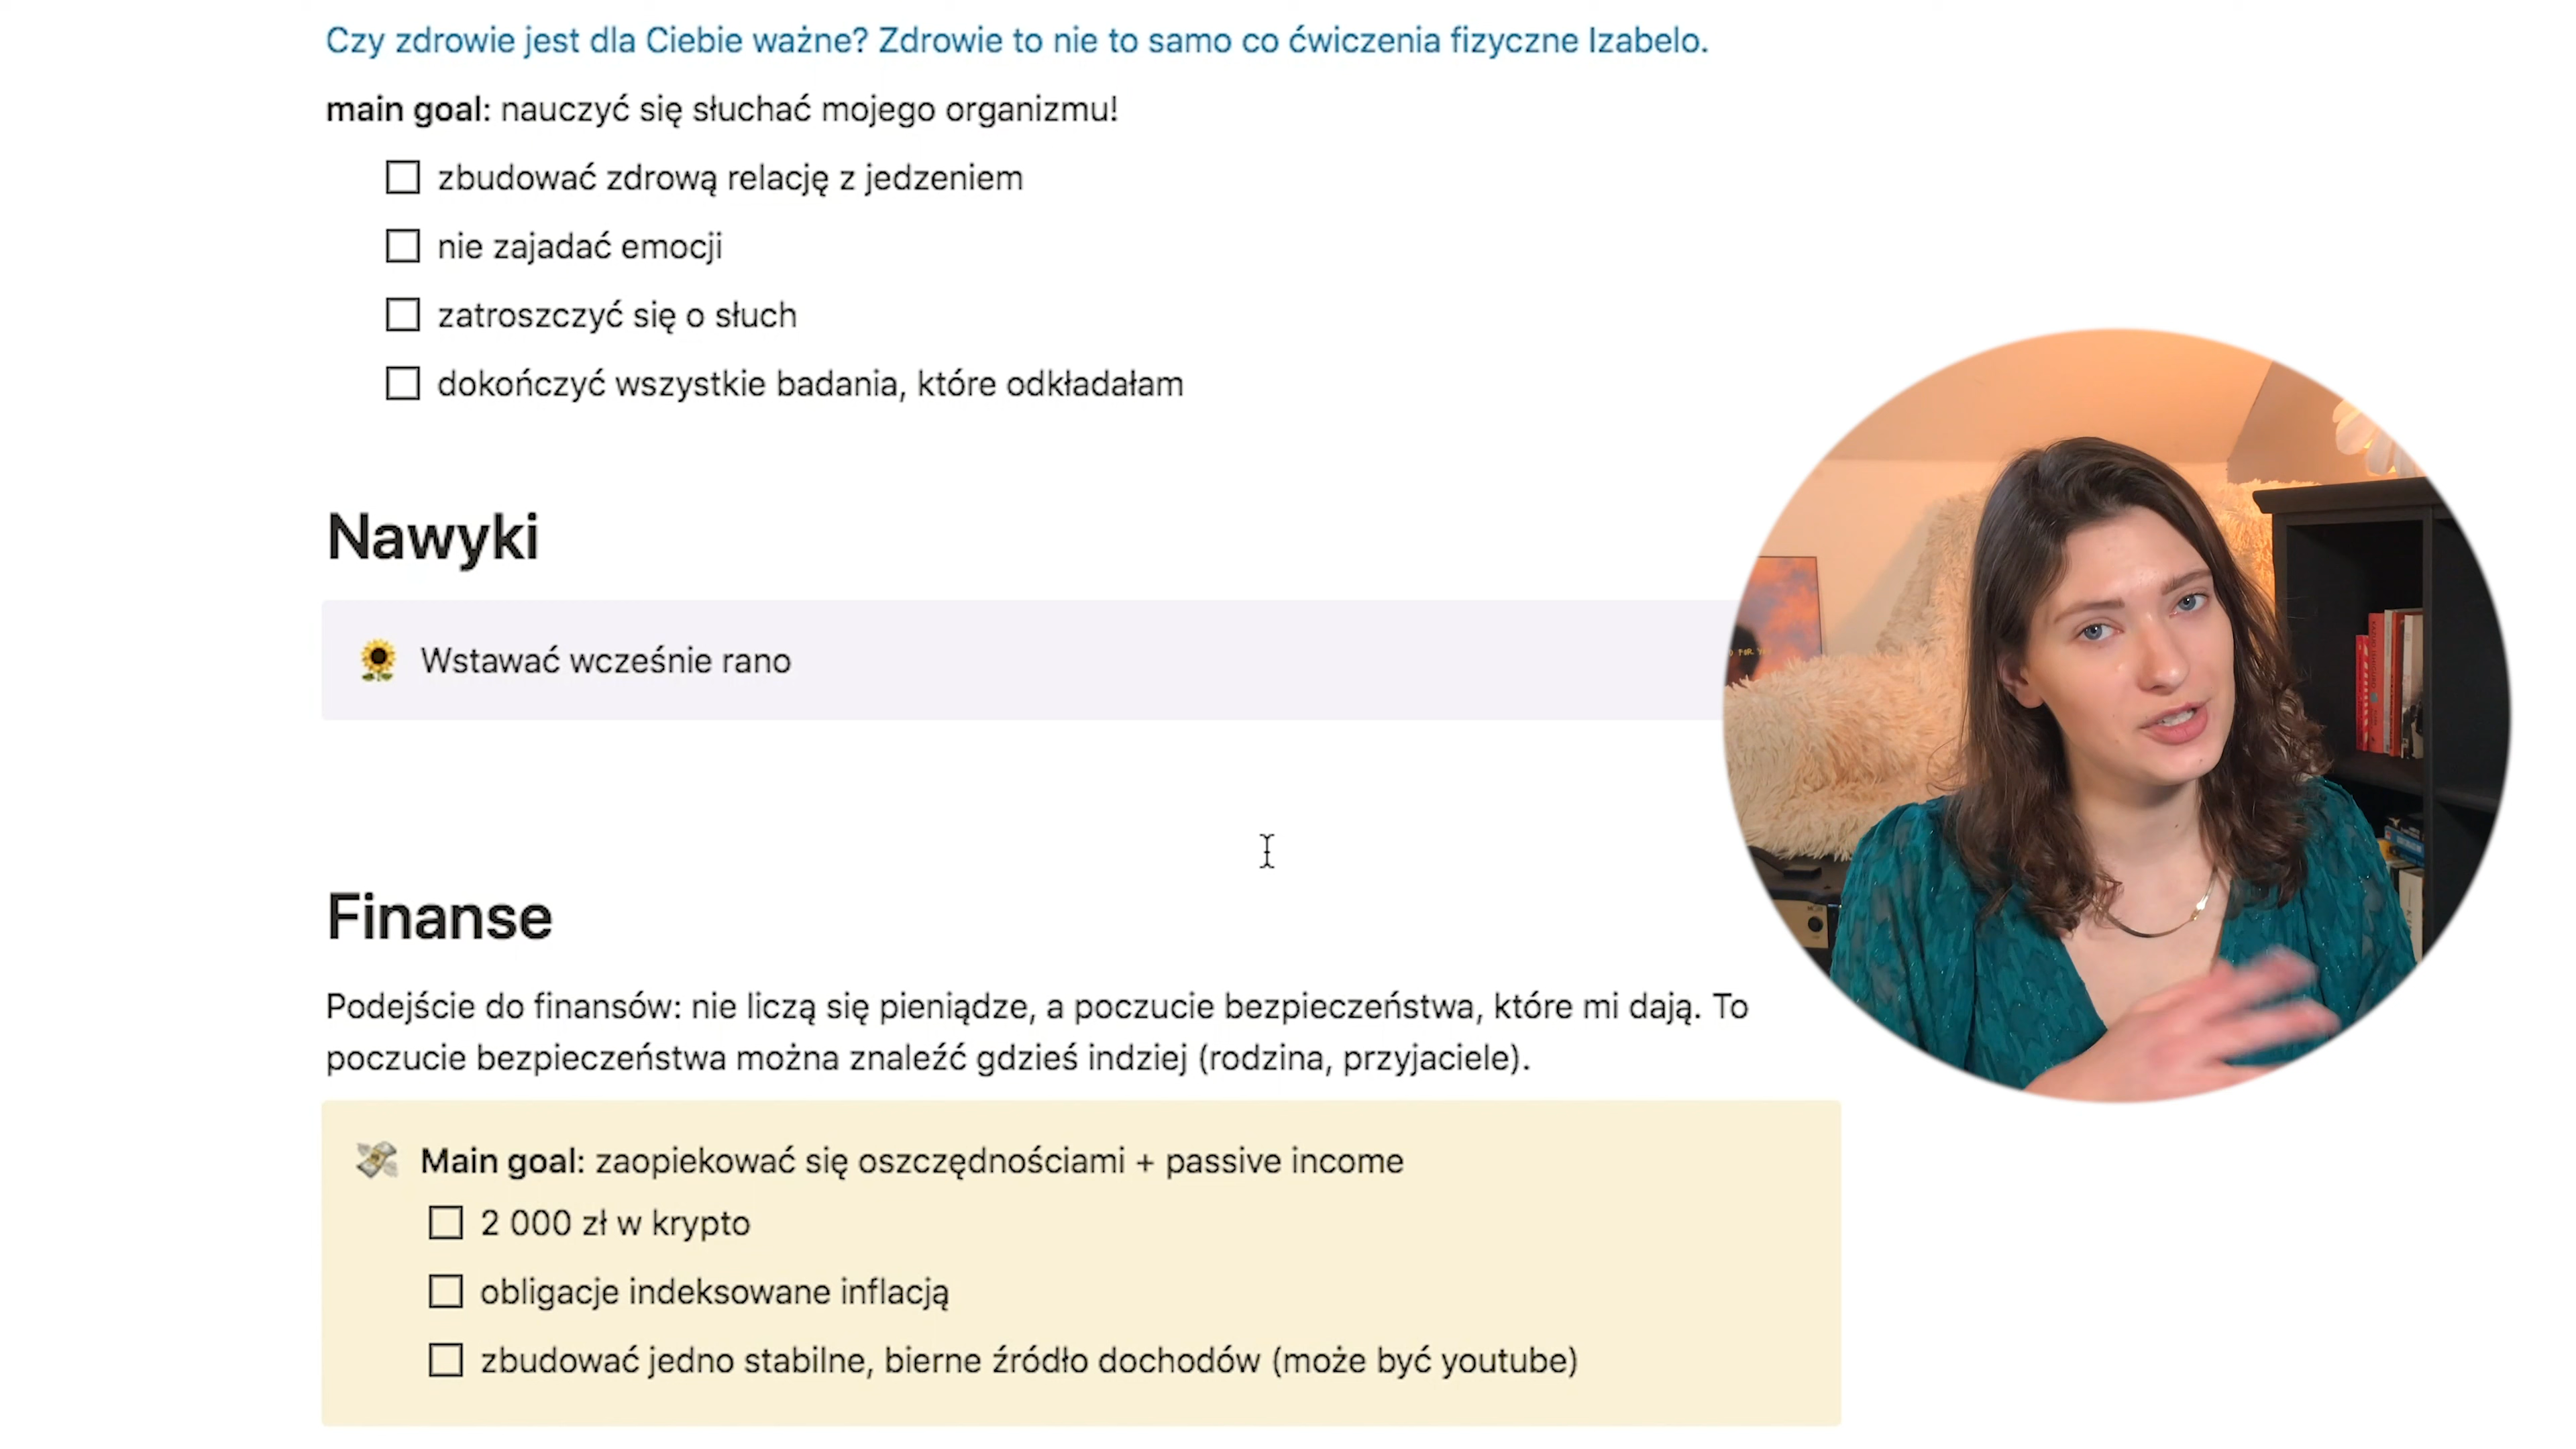 Czy zdrowie jest dla Ciebie ważne? Zdrowie to nie to samo co ćwiczenia fizyczne Izabelo.
main goal: nauczyć się słuchać mojego organizmu!
zbudować zdrową relację z jedzeniem
nie zajadać emocji
zatroszczyć się o słuch
dokończyć wszystkie badania, które odkładałam
Nawyki
Wstawać wcześnie rano
Finanse
Podejście do finansów: nie liczą się pieniądze, a poczucie bezpieczeństwa, które mi dają. To
poczucie bezpieczeństwa można znaleźć gdzieś indziej (rodzina, przyjaciele).
Main goal: zaopiekować się oszczędnościami + passive income
2 000 zł w krypto
obligacje indeksowane inflacją
zbudować jedno stabilne, bierne źródło dochodów (może być youtube)